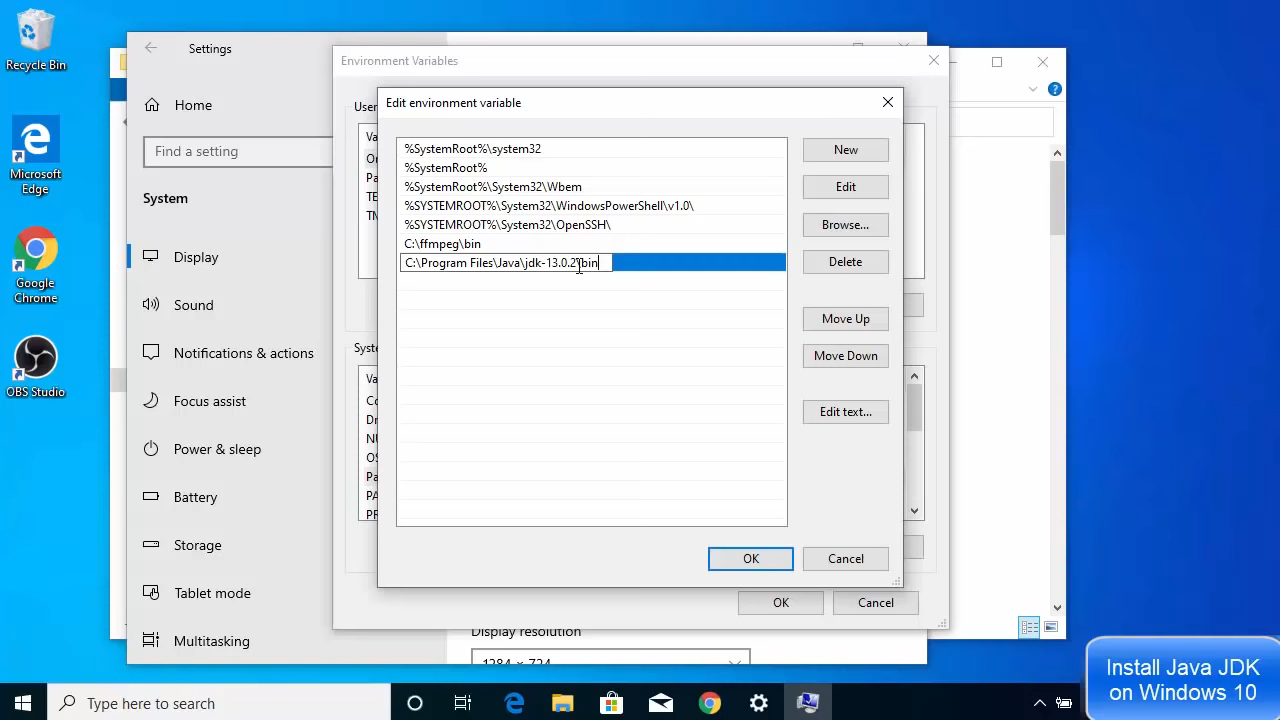 Recycle Bin
Microsoft
Edge
Google
Chrome
OBS Studio
Settings
Home
Find a setting
System
Display
Sound
Notifications & actions
Focus assist
Power & sleep
Battery
Storage
Tablet mode
Multitasking
Environment Variables
User
Edit environment variable
%SystemRoot%\system32
%SystemRoot%
%SystemRoot%\System32\Wbem
%SYSTEMROOT%\System32\WindowsPowerShell\v1.0\
%SYSTEMROOT%\System32\OpenSSH\
C:\ffmpeg\bin
C:\Program Files\Java\jdk-13.0.2\bin
New
Edit
Browse...
Delete
Move Up
Move Down
Edit text...
OK
Cancel
OK
Cancel
Display resolution
1284 × 724
Install Java JDK
on Windows 10
Type here to search